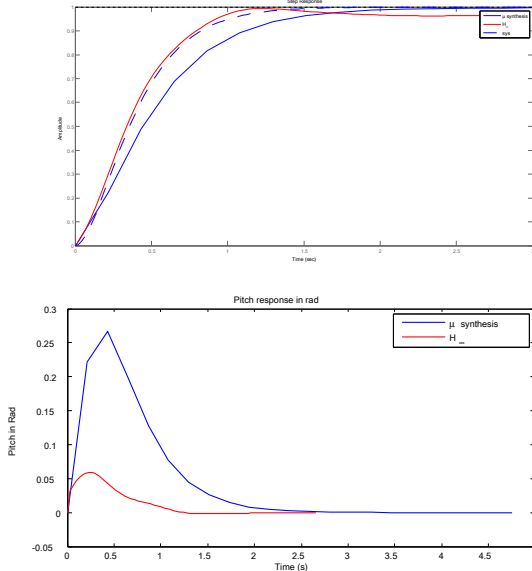 Step Response
μ synthesis
H_
sys
1
0.9
0.8
0.7
0.6
0.5
0.4
0.3
0.2
0.1
0
Amplitude
0 0.5 1 1.5 2 2.5
Time (sec)
Pitch response in rad
μ synthesis
H _
0.3
0.25
0.2
0.15
0.1
0.05
0
-0.05
Pitch in Rad
0 0.5 1 1.5 2 2.5 3 3.5 4 4.5
Time (s)